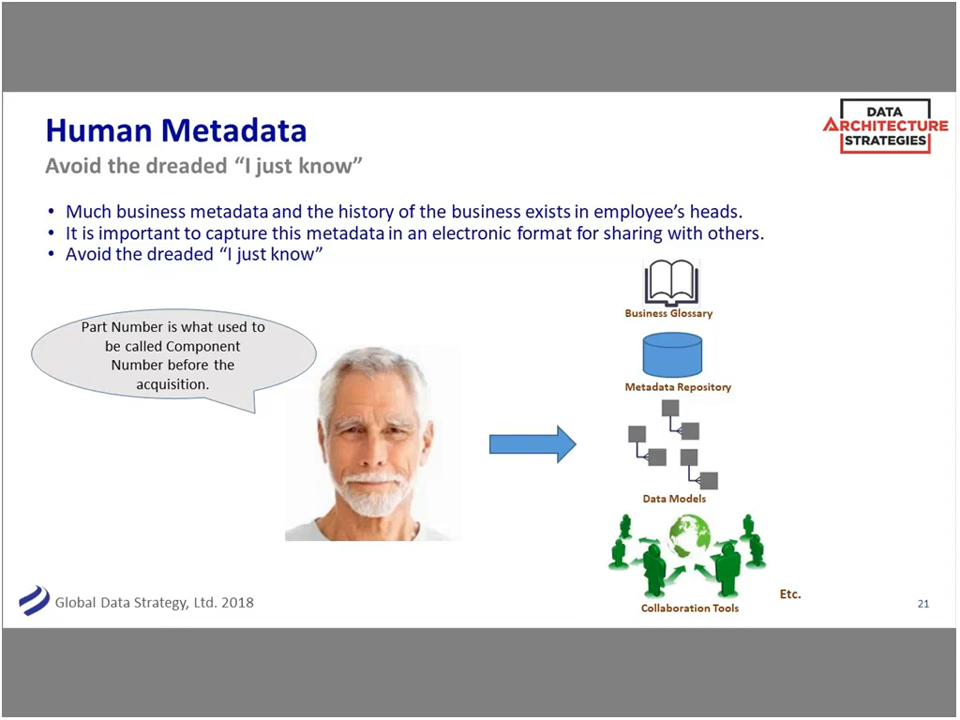 Human Metadata
Avoid the dreaded “I just know”
DATA
ARCHITECTURE
STRATEGIES
• Much business metadata and the history of the business exists in employee’s heads.
• It is important to capture this metadata in an electronic format for sharing with others.
• Avoid the dreaded “I just know”
Part Number is what used to
be called Component
Number before the
acquisition.
Business Glossary
Metadata Repository
Data Models
Collaboration Tools
Etc.
Global Data Strategy, Ltd. 2018
21